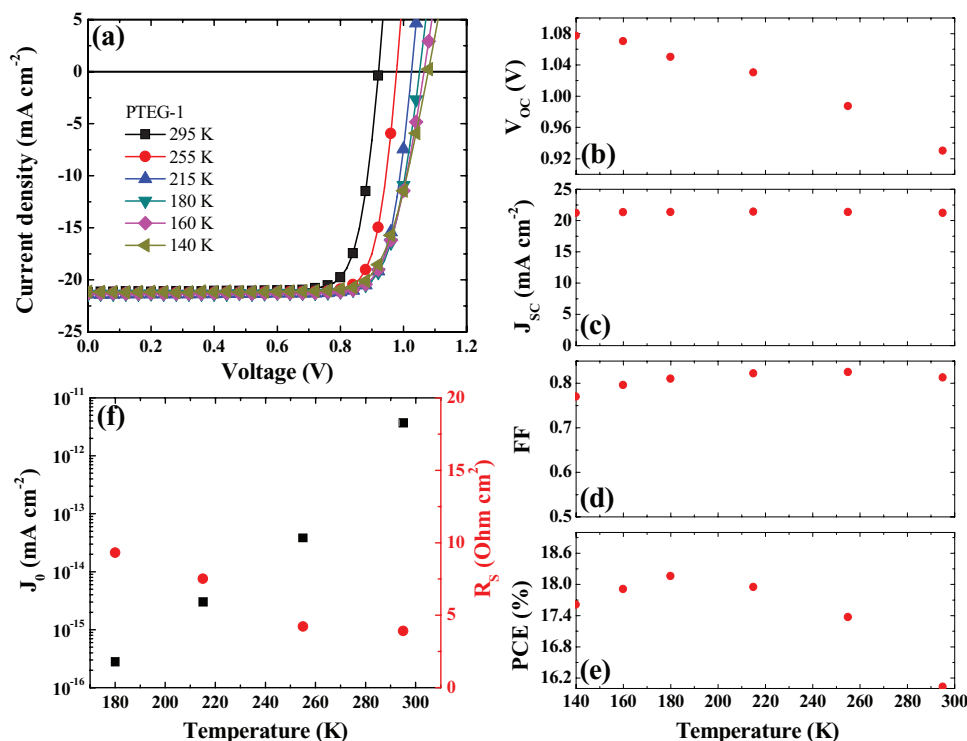 (a)
5
0
-5
-10
-15
-20
-25
Current density (mA cm⁻²)
PTEG-1
295 K
255 K
215 K
180 K
160 K
140 K
0.0 0.2 0.4 0.6 0.8 1.0 1.2
Voltage (V)
1.08
1.04
1.00
0.96
0.92
V_OC (V)
(b)
25
20
15
10
5
0
J_SC (mA cm⁻²)
(c)
0.8
0.7
0.6
0.5
FF
(d)
18.6
18.0
17.4
16.8
16.2
PCE (%)
(e)
140 160 180 200 220 240 260 280 300
Temperature (K)
(f)
10⁻¹¹
10⁻¹²
10⁻¹³
10⁻¹⁴
10⁻¹⁵
10⁻¹⁶
J₀ (mA cm⁻²)
20
15
10
5
0
R_S (Ohm cm²)
180 200 220 240 260 280 300
Temperature (K)